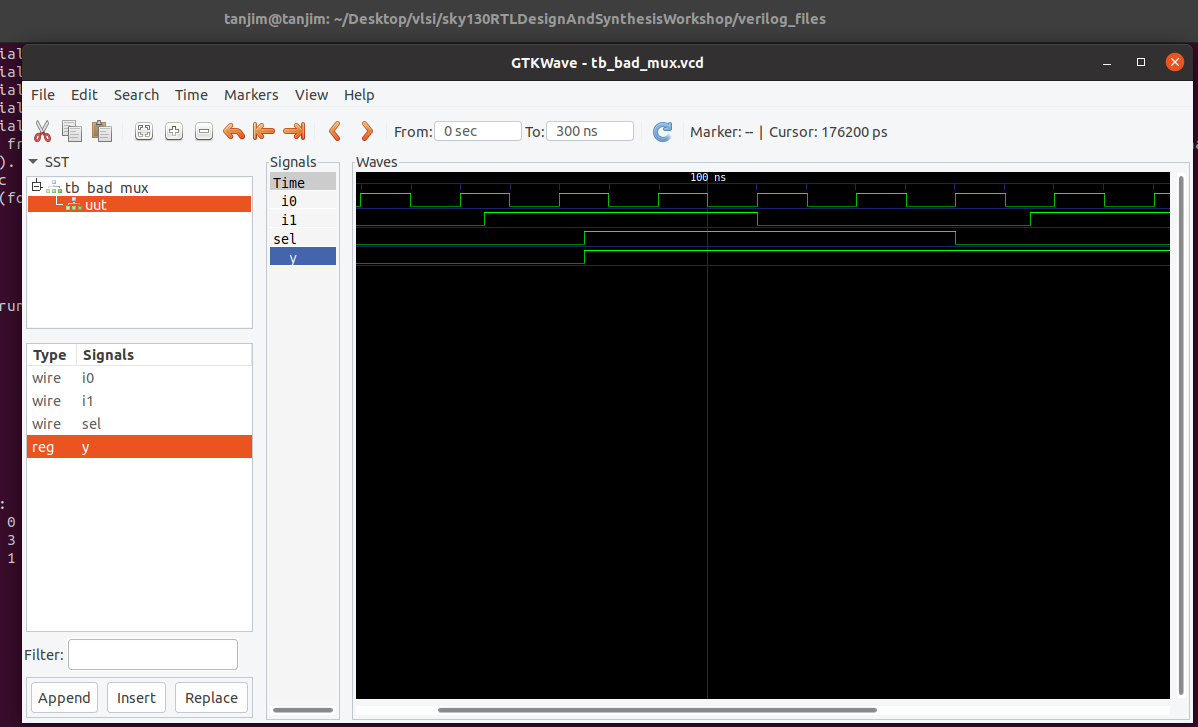 tanjim@tanjim: ~/Desktop/vlsi/sky130RTLDesignAndSynthesisWorkshop/verilog_files
GTKWave - tb_bad_mux.vcd
File Edit Search Time Markers View Help
From: 0 sec To: 300 ns Marker: -- | Cursor: 176200 ps
SST
tb_bad_mux
uut
Type Signals
wire i0
wire i1
wire sel
reg y
Filter:
Append Insert Replace
Signals
Time
i0
i1
sel
y
Waves
100 ns
ial
ial
ial
ial
ial
fr
).
c
(fo
run
:
0
3
1